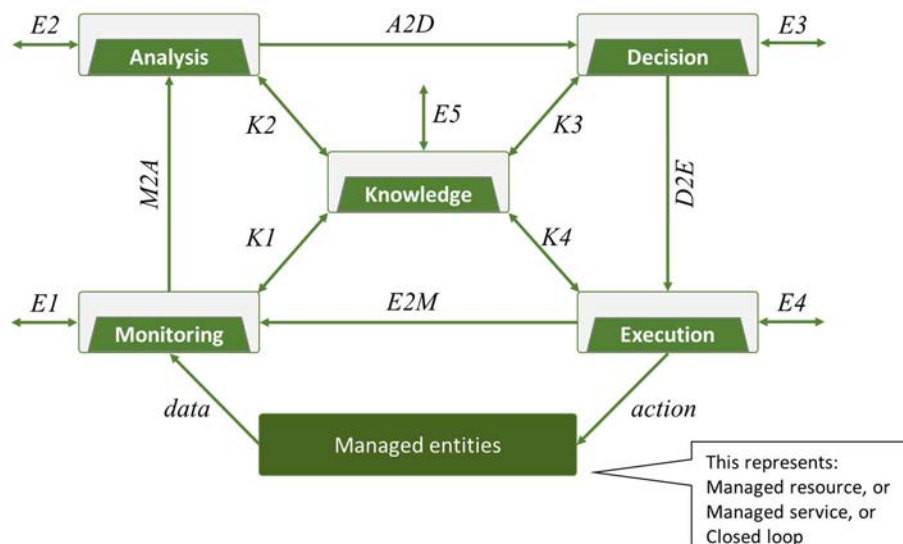 E2
A2D
E3
Analysis
Decision
E5
K2
K3
M2A
Knowledge
D2E
K1
K4
E1
E2M
E4
Monitoring
Execution
data
action
Managed entities
This represents:
Managed resource, or
Managed service, or
Closed loop